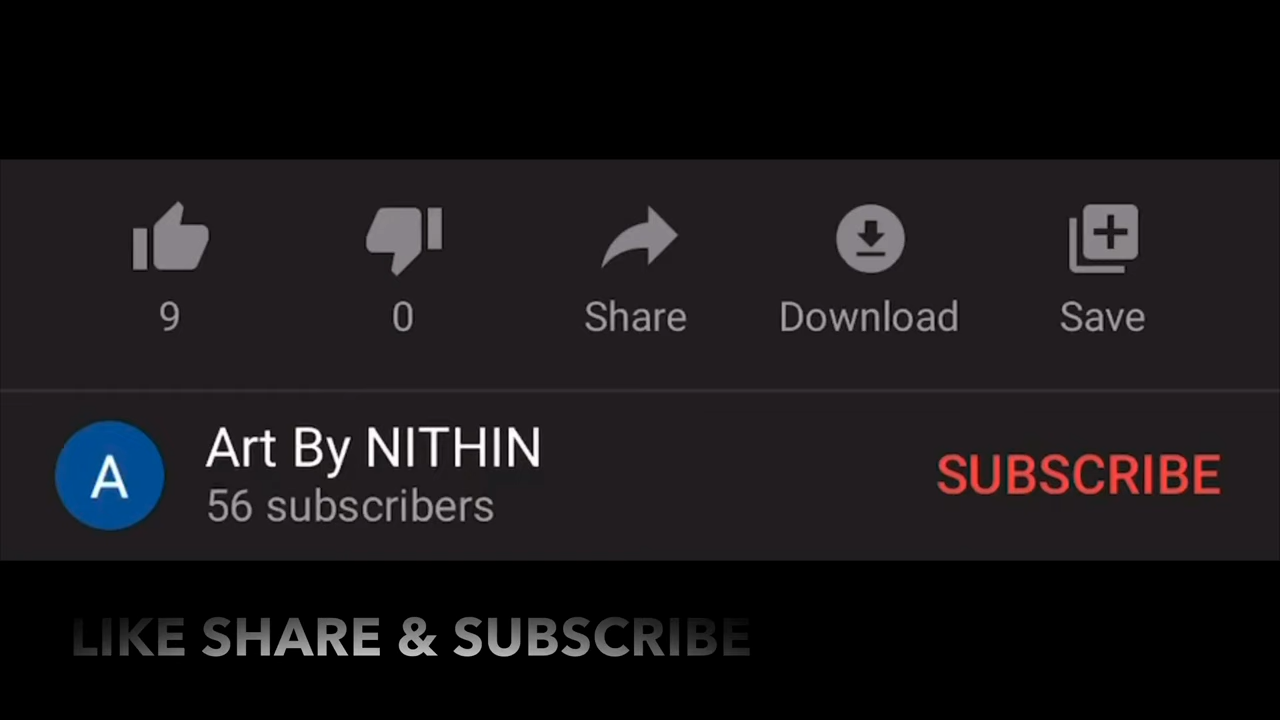 9 0 Share Download Save
A
Art By NITHIN
56 subscribers
SUBSCRIBE
LIKE SHARE & SUBSCRIBE